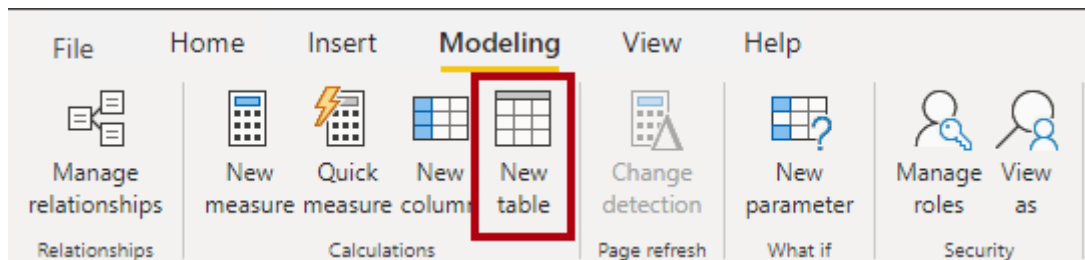 File Home Insert Modeling View Help
Manage New Quick New New Change New Manage View
relationships measure measure column table detection parameter roles as
Relationships Calculations Page refresh What if Security